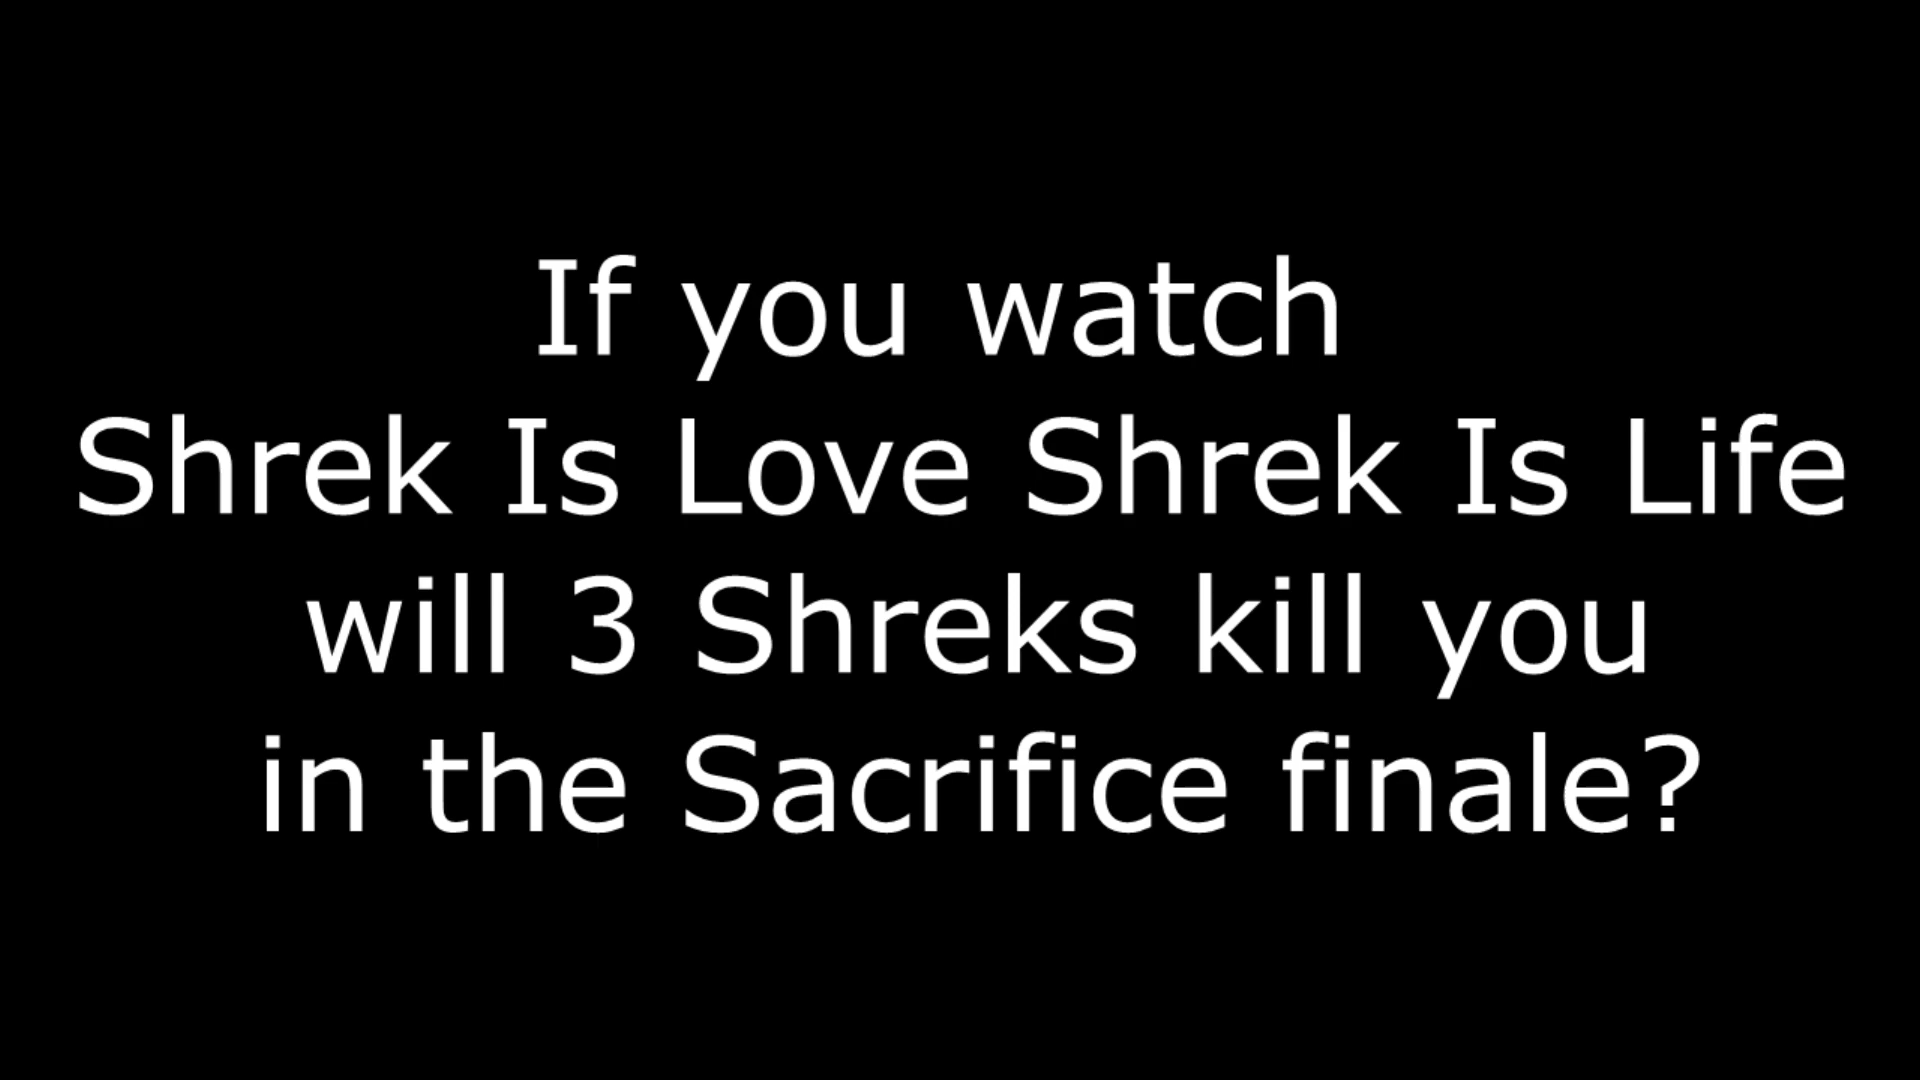 If you watch
Shrek Is Love Shrek Is Life
will 3 Shreks kill you
in the Sacrifice finale?